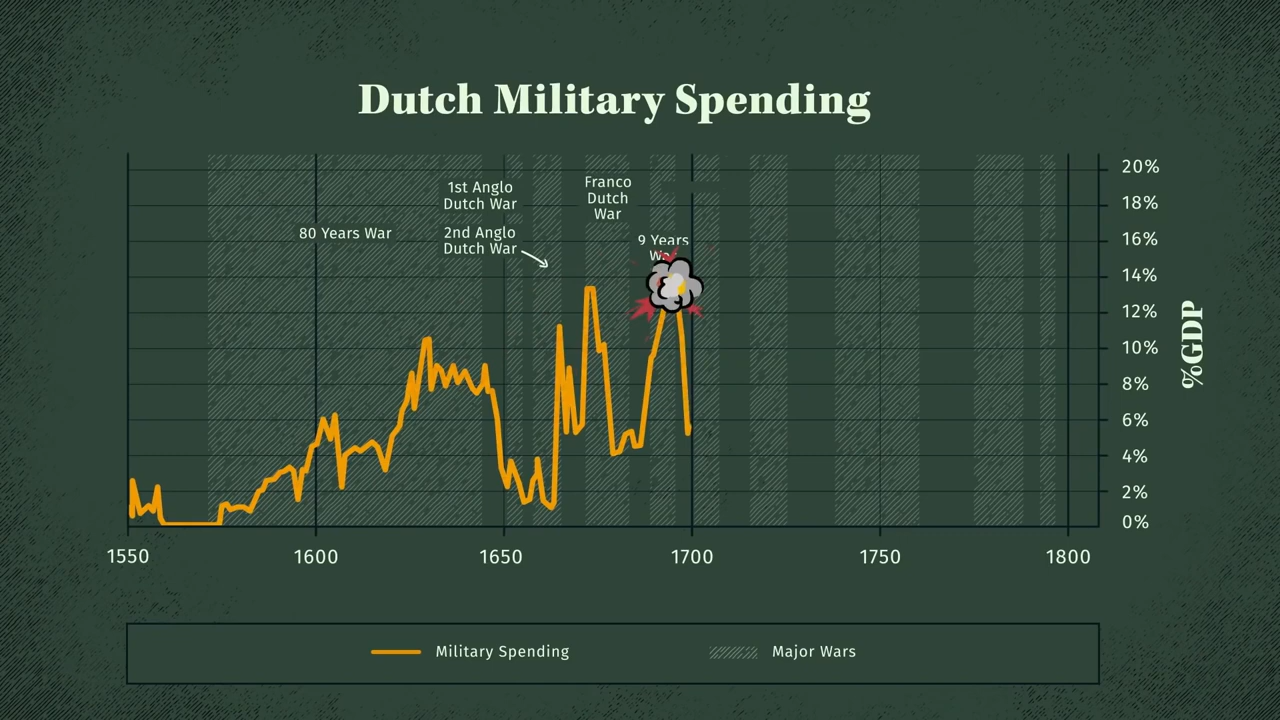 Dutch Military Spending
1st Anglo
Dutch War
Franco
Dutch
War
80 Years War
2nd Anglo
Dutch War
9 Years
20%
18%
16%
14%
12%
10%
8%
6%
4%
2%
0%
%GDP
1550
1600
1650
1700
1750
1800
Military Spending
Major Wars